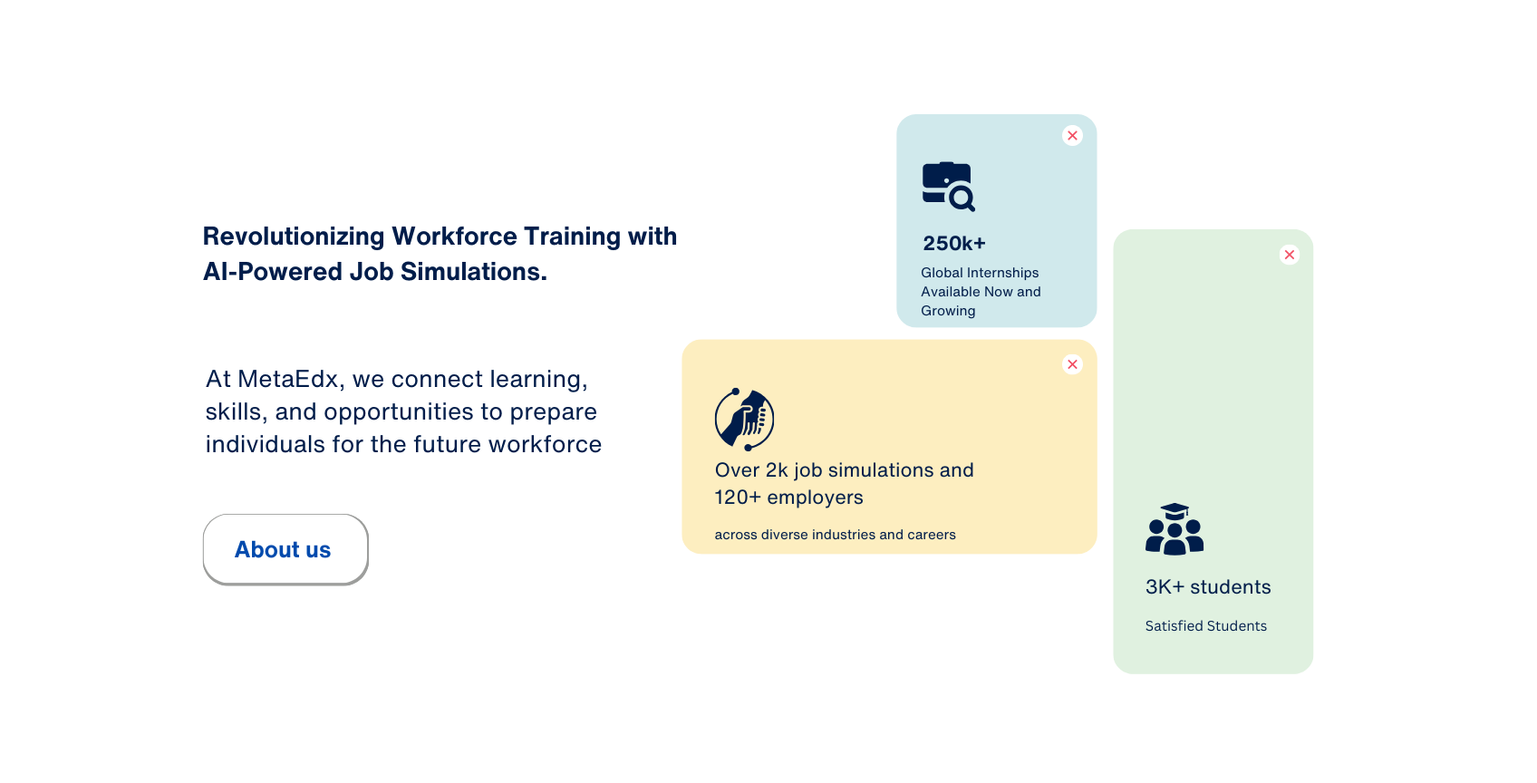 Revolutionizing Workforce Training with
AI-Powered Job Simulations.
At MetaEdx, we connect learning,
skills, and opportunities to prepare
individuals for the future workforce
About us
250k+
Global Internships
Available Now and
Growing
Over 2k job simulations and
120+ employers
across diverse industries and careers
3K+ students
Satisfied Students